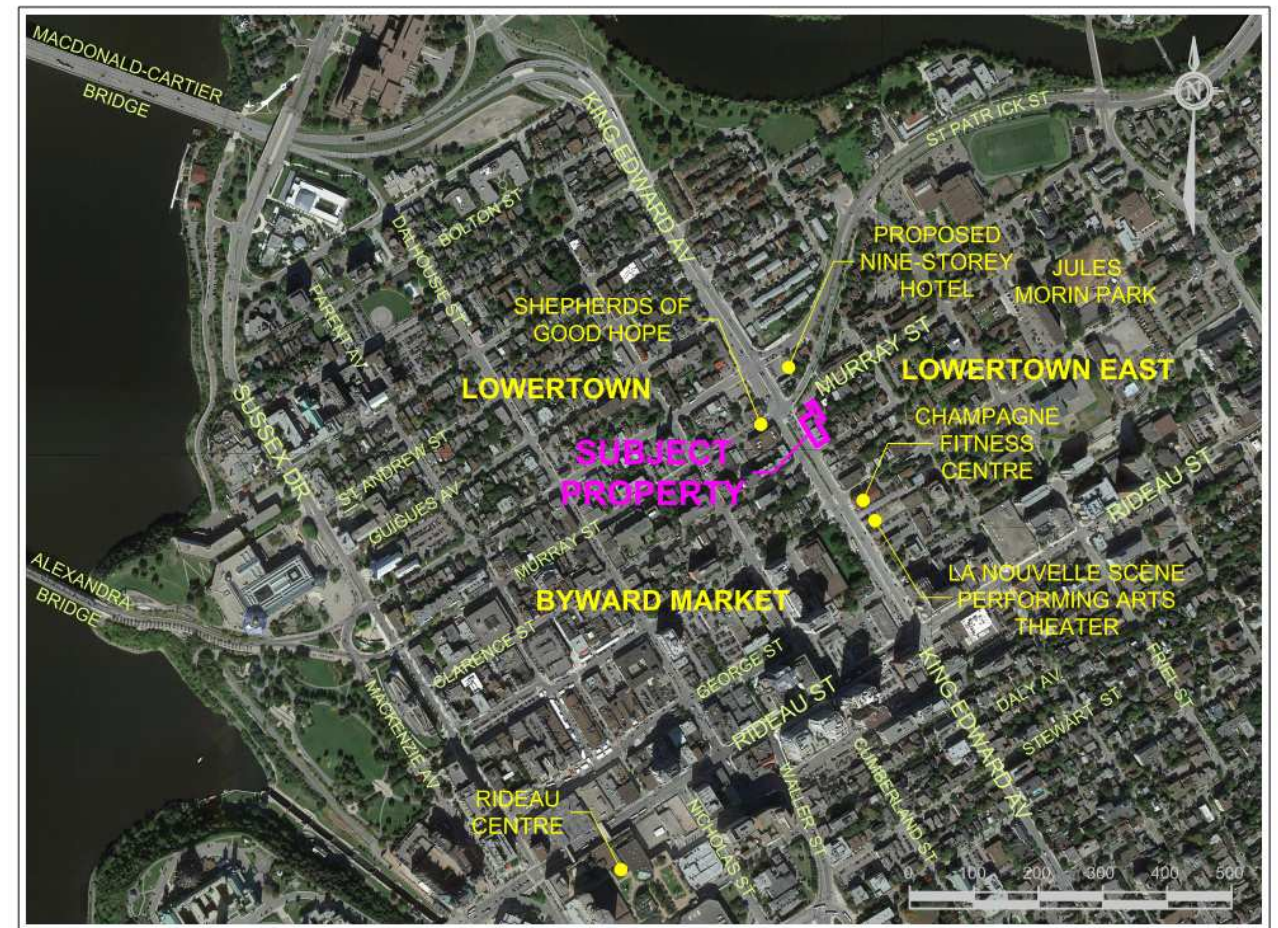 MACDONALD-CARTIER
BRIDGE
KING EDWARD AV
ST PATR ICK ST
N
BOLTON ST
DALHOUSIE ST
PROPOSED
NINE-STOREY
HOTEL
JULES
MORIN PARK
SHEPHERDS OF
GOOD HOPE
PARENT AV
MURRAY ST
LOWERTOWN
LOWERTOWN EAST
SUSSEX DR
CHAMPAGNE
FITNESS
CENTRE
SUBJECT
PROPERTY
ST ANDREW ST
GUIGUES AV
RIDEAU ST
MURRAY ST
ALEXANDRA
BRIDGE
LA NOUVELLE SCÈNE
PERFORMING ARTS
THEATER
BYWARD MARKET
CLARENCE ST
GEORGE ST
FRIEL ST
MACKENZIE AV
RIDEAU ST
KING EDWARD AV
DALY AV
STEWART ST
CUMBERLAND ST
WALLER ST
NICHOLAS ST
RIDEAU
CENTRE
0 100 200 300 400 500